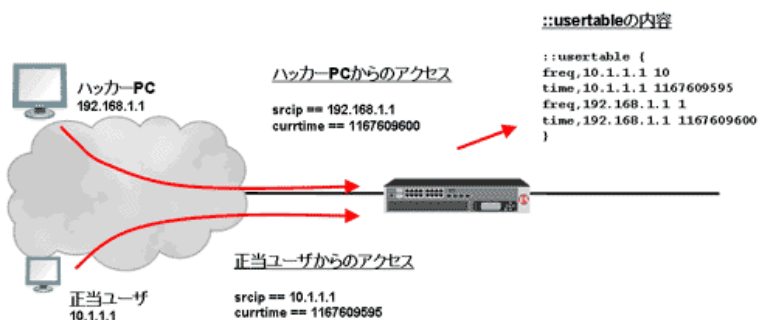 ::usertableの内容
::usertable {
freq,10.1.1.1 10
time,10.1.1.1 1167609595
freq,192.168.1.1 1
time,192.168.1.1 1167609600
}
ハッカーPC
192.168.1.1
ハッカーPCからのアクセス
srcip == 192.168.1.1
currtime == 1167609600
正当ユーザからのアクセス
srcip == 10.1.1.1
curritime == 1167609595
正当ユーザ
10.1.1.1